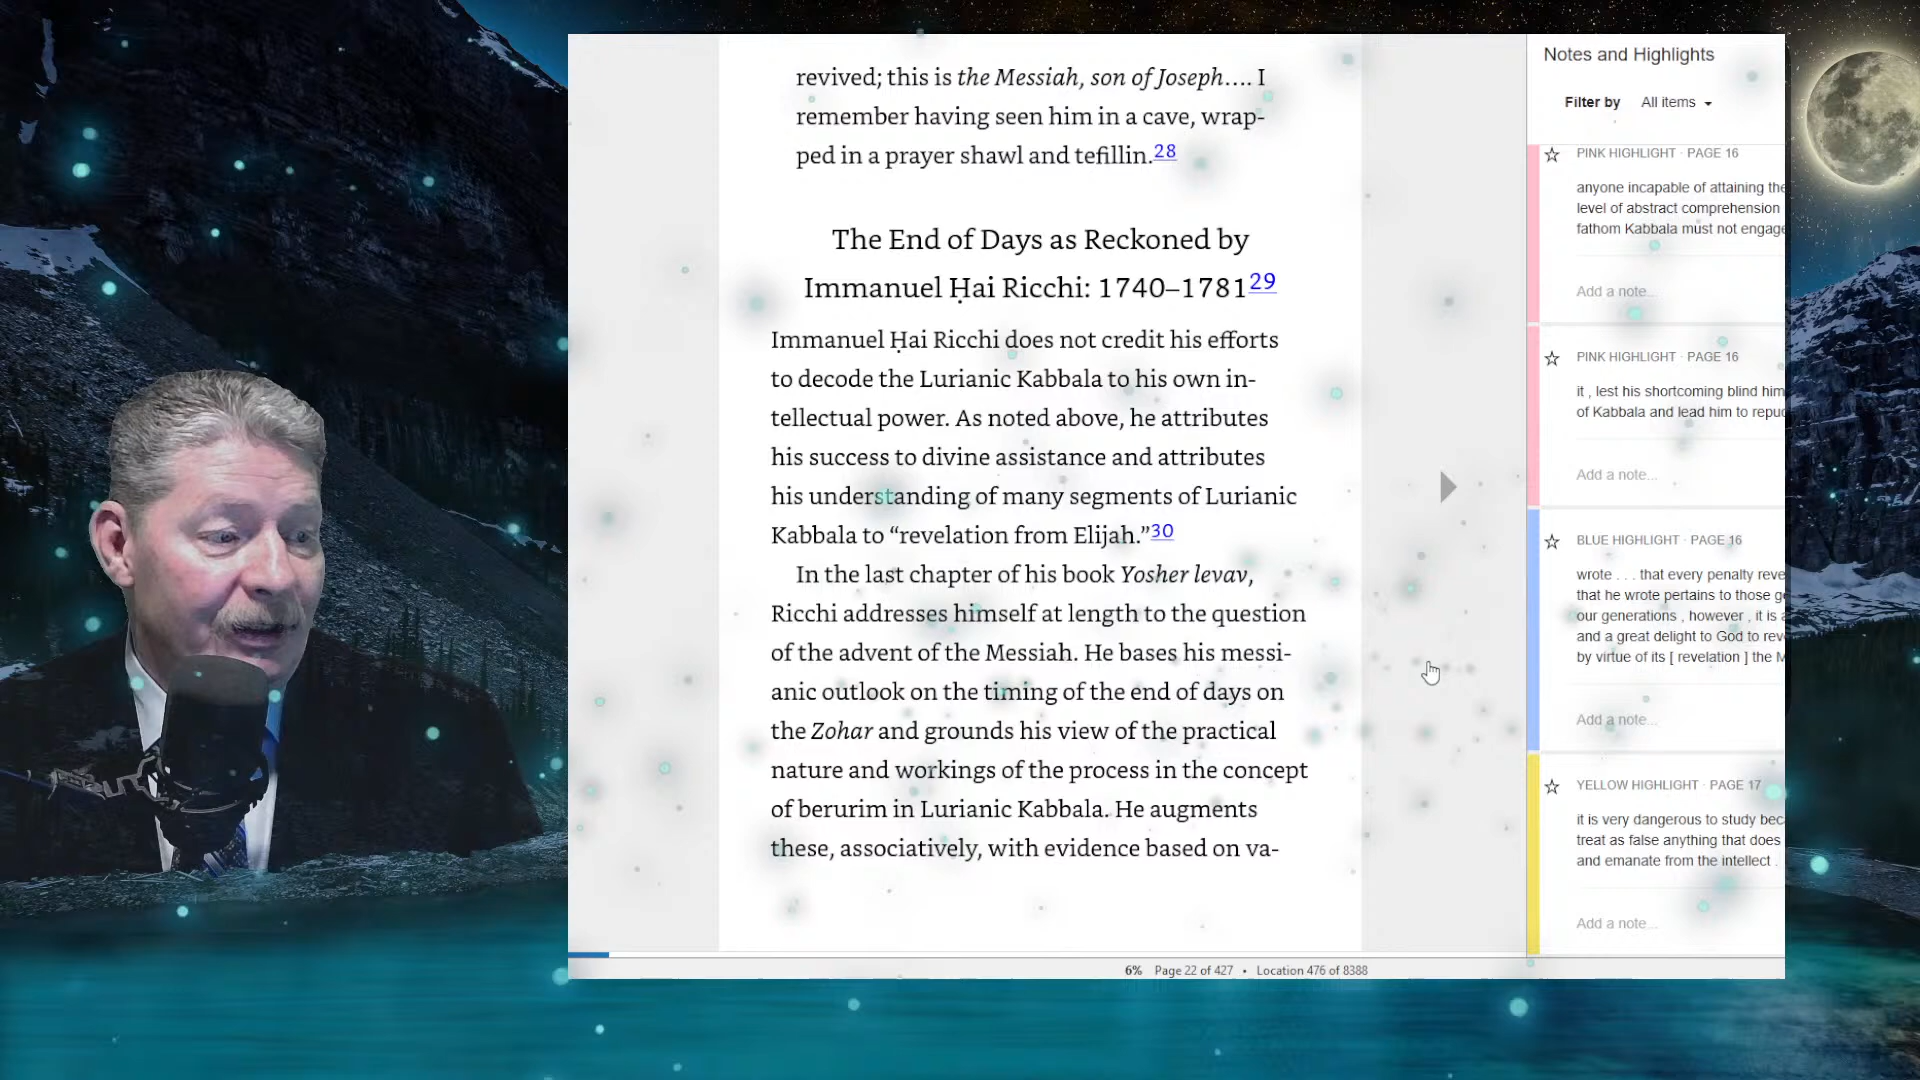 revived; this is the Messiah, son of Joseph.... I
remember having seen him in a cave, wrap-
ped in a prayer shawl and tefillin.28
The End of Days as Reckoned by
Immanuel Ḥai Ricchi: 1740–178129
Immanuel Ḥai Ricchi does not credit his efforts
to decode the Lurianic Kabbala to his own in-
tellectual power. As noted above, he attributes
his success to divine assistance and attributes
his understanding of many segments of Lurianic
Kabbala to “revelation from Elijah.”30
In the last chapter of his book Yosher levav,
Ricchi addresses himself at length to the question
of the advent of the Messiah. He bases his messi-
anic outlook on the timing of the end of days on
the Zohar and grounds his view of the practical
nature and workings of the process in the concept
of berurim in Lurianic Kabbala. He augments
these, associatively, with evidence based on va-
6% Page 22 of 427 • Location 476 of 8388
Notes and Highlights
Filter by All items
PINK HIGHLIGHT · PAGE 16
anyone incapable of attaining the
level of abstract comprehension
fathom Kabbala must not engage
Add a note...
PINK HIGHLIGHT · PAGE 16
it , lest his shortcoming blind him
of Kabbala and lead him to
Add a note...
BLUE HIGHLIGHT · PAGE 16
wrote . . . that every penalty
that he wrote pertains to those
our generations , however , it is
and a great delight to God to
by virtue of its [ revelation ] the
Add a note...
YELLOW HIGHLIGHT · PAGE 17
it is very dangerous to study
treat as false anything that does
and emanate from the intellect .
Add a note...